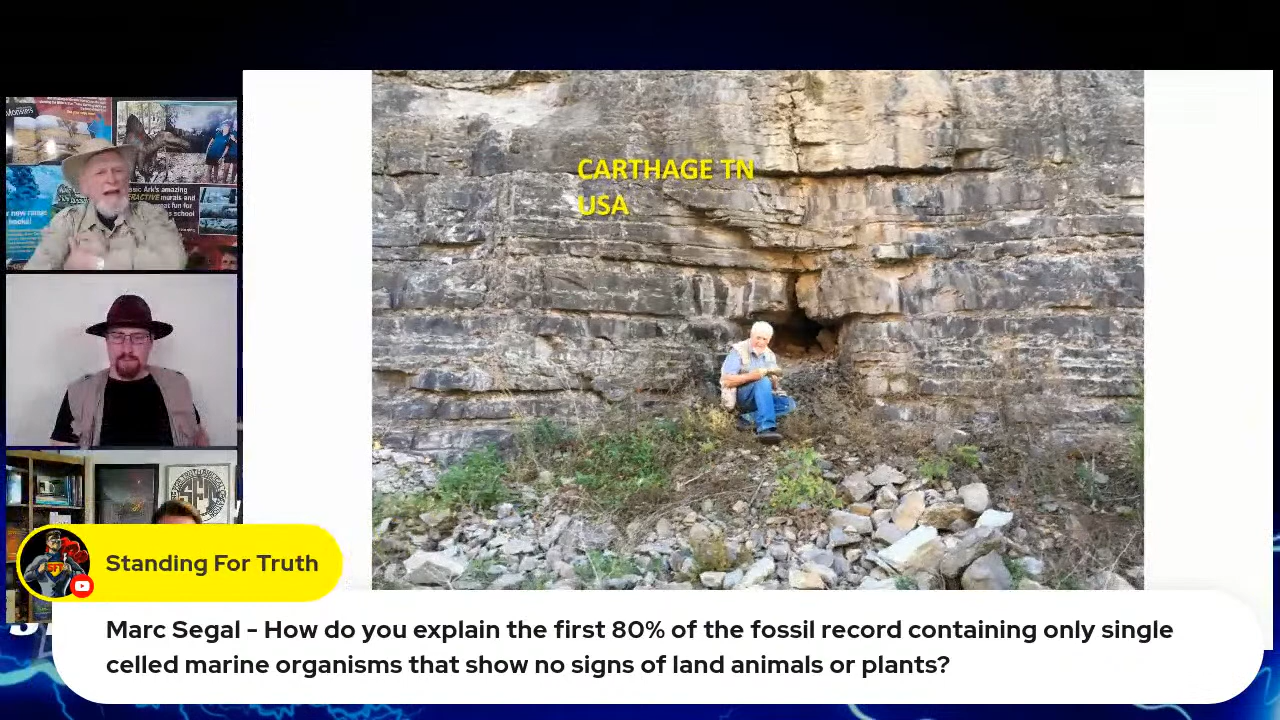 CARTHAGE TN
USA
Standing For Truth
Marc Segal - How do you explain the first 80% of the fossil record containing only single
celled marine organisms that show no signs of land animals or plants?